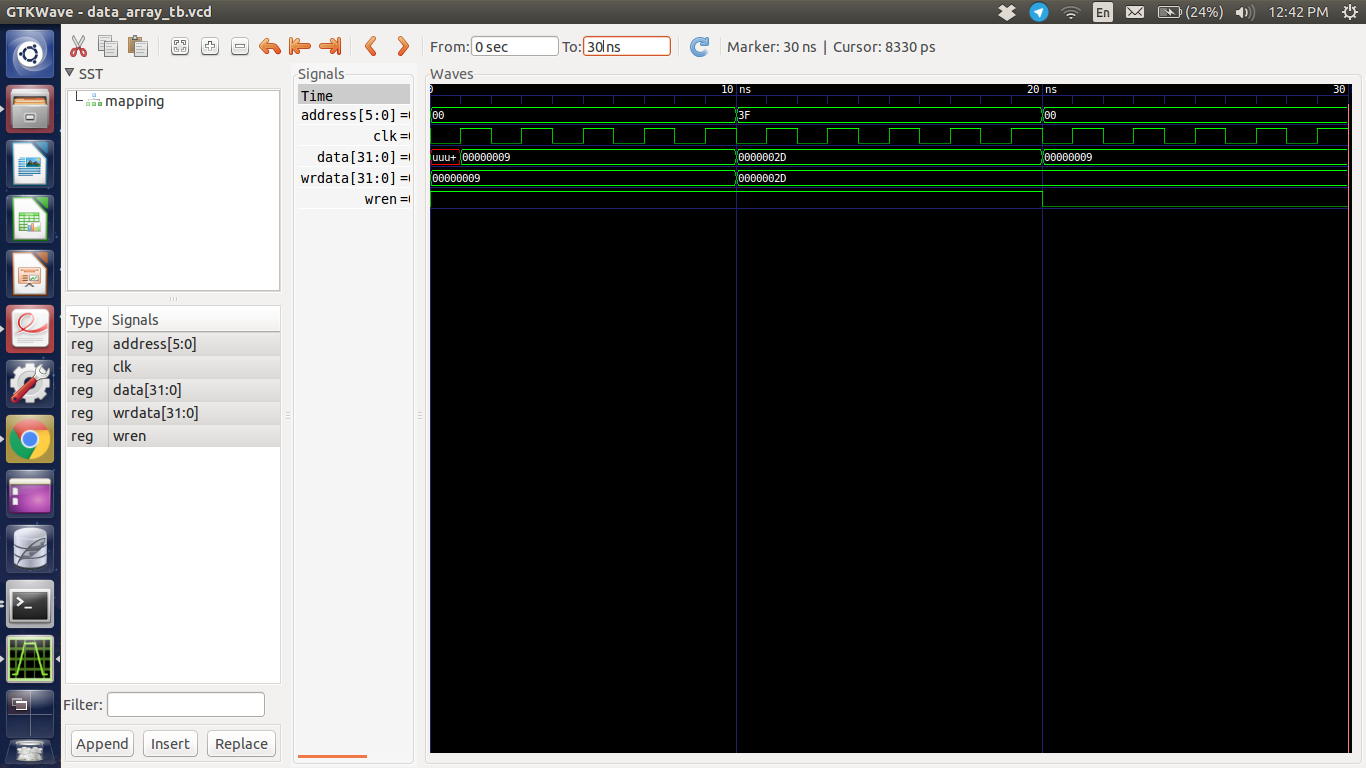 GTKWave - data_array_tb.vcd
En
(24%)
12:42 PM
From: 0 sec To: 30 ns Marker: 30 ns | Cursor: 8330 ps
SST
mapping
Type Signals
reg address[5:0]
reg clk
reg data[31:0]
reg wrdata[31:0]
reg wren
Filter:
Append Insert Replace
Signals
Time
address[5:0] =
clk =
data[31:0] =
wrdata[31:0] =
wren =
Waves
0 10 ns 20 ns 30
00 3F 00
uuu+ 00000009 0000002D 00000009
00000009 0000002D